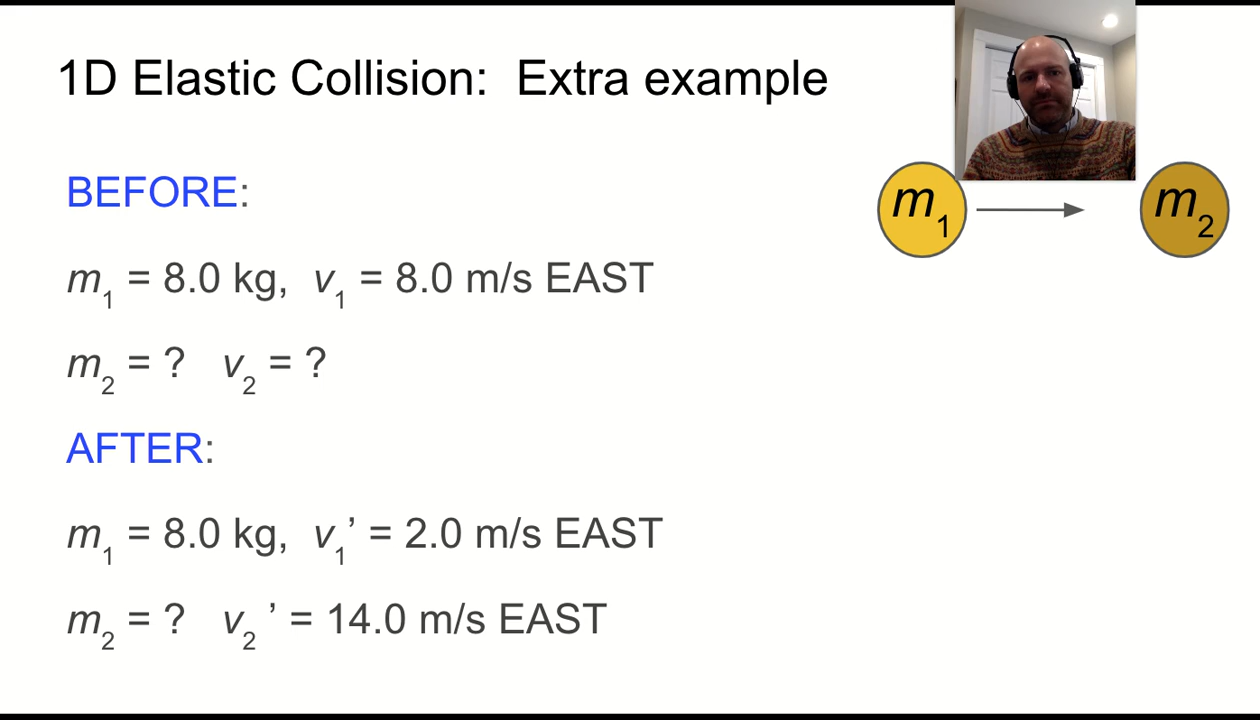 1D Elastic Collision: Extra example
m₁ m₂
BEFORE:
m₁ = 8.0 kg, v₁ = 8.0 m/s EAST
m₂ = ? v₂ = ?
AFTER:
m₁ = 8.0 kg, v₁’ = 2.0 m/s EAST
m₂ = ? v₂ ’ = 14.0 m/s EAST